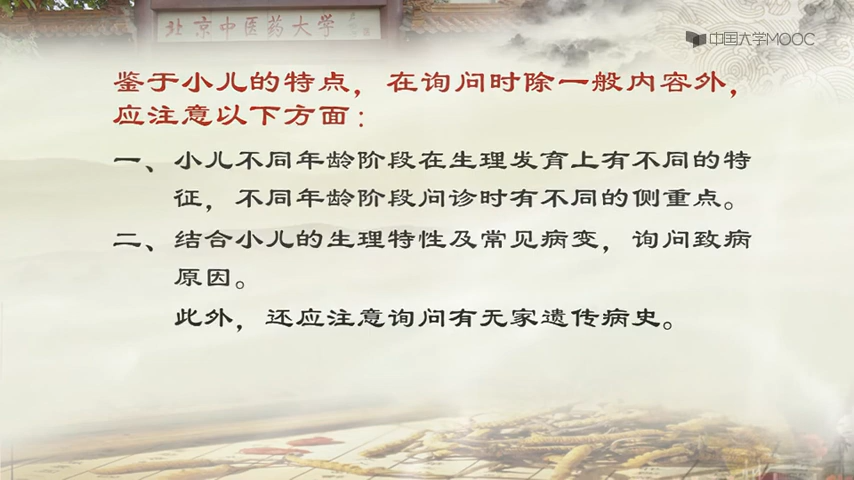 北京中医药大学
中国大学MOOC
鉴于小儿的特点，在询问时除一般内容外，
应注意以下方面：
一、小儿不同年龄阶段在生理发育上有不同的特
征，不同年龄阶段问诊时有不同的侧重点。
二、结合小儿的生理特性及常见病变，询问致病
原因。
此外，还应注意询问有无家遗传病史。